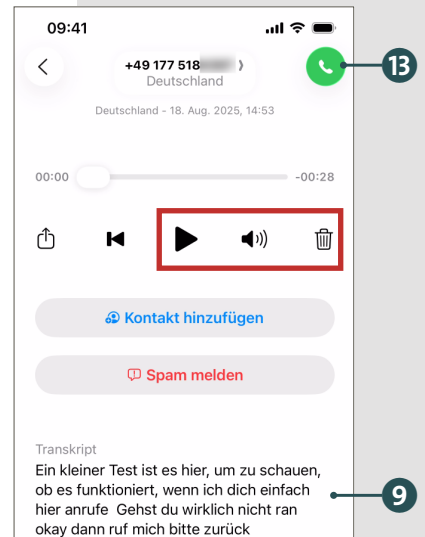 09:41
+49 177 518
Deutschland
13
Deutschland - 18. Aug. 2025, 14:53
00:00
-00:28
Kontakt hinzufügen
Spam melden
Transkript
Ein kleiner Test ist es hier, um zu schauen,
ob es funktioniert, wenn ich dich einfach
hier anrufe Gehst du wirklich nicht ran
okay dann ruf mich bitte zurück
9